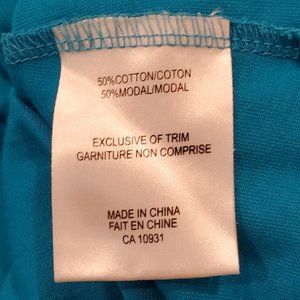 50%COTTON/COTON
50%MODAL/MODAL
EXCLUSIVE OF TRIM
GARNITURE NON COMPRISE
MADE IN CHINA
FAIT EN CHINE
CA 10931